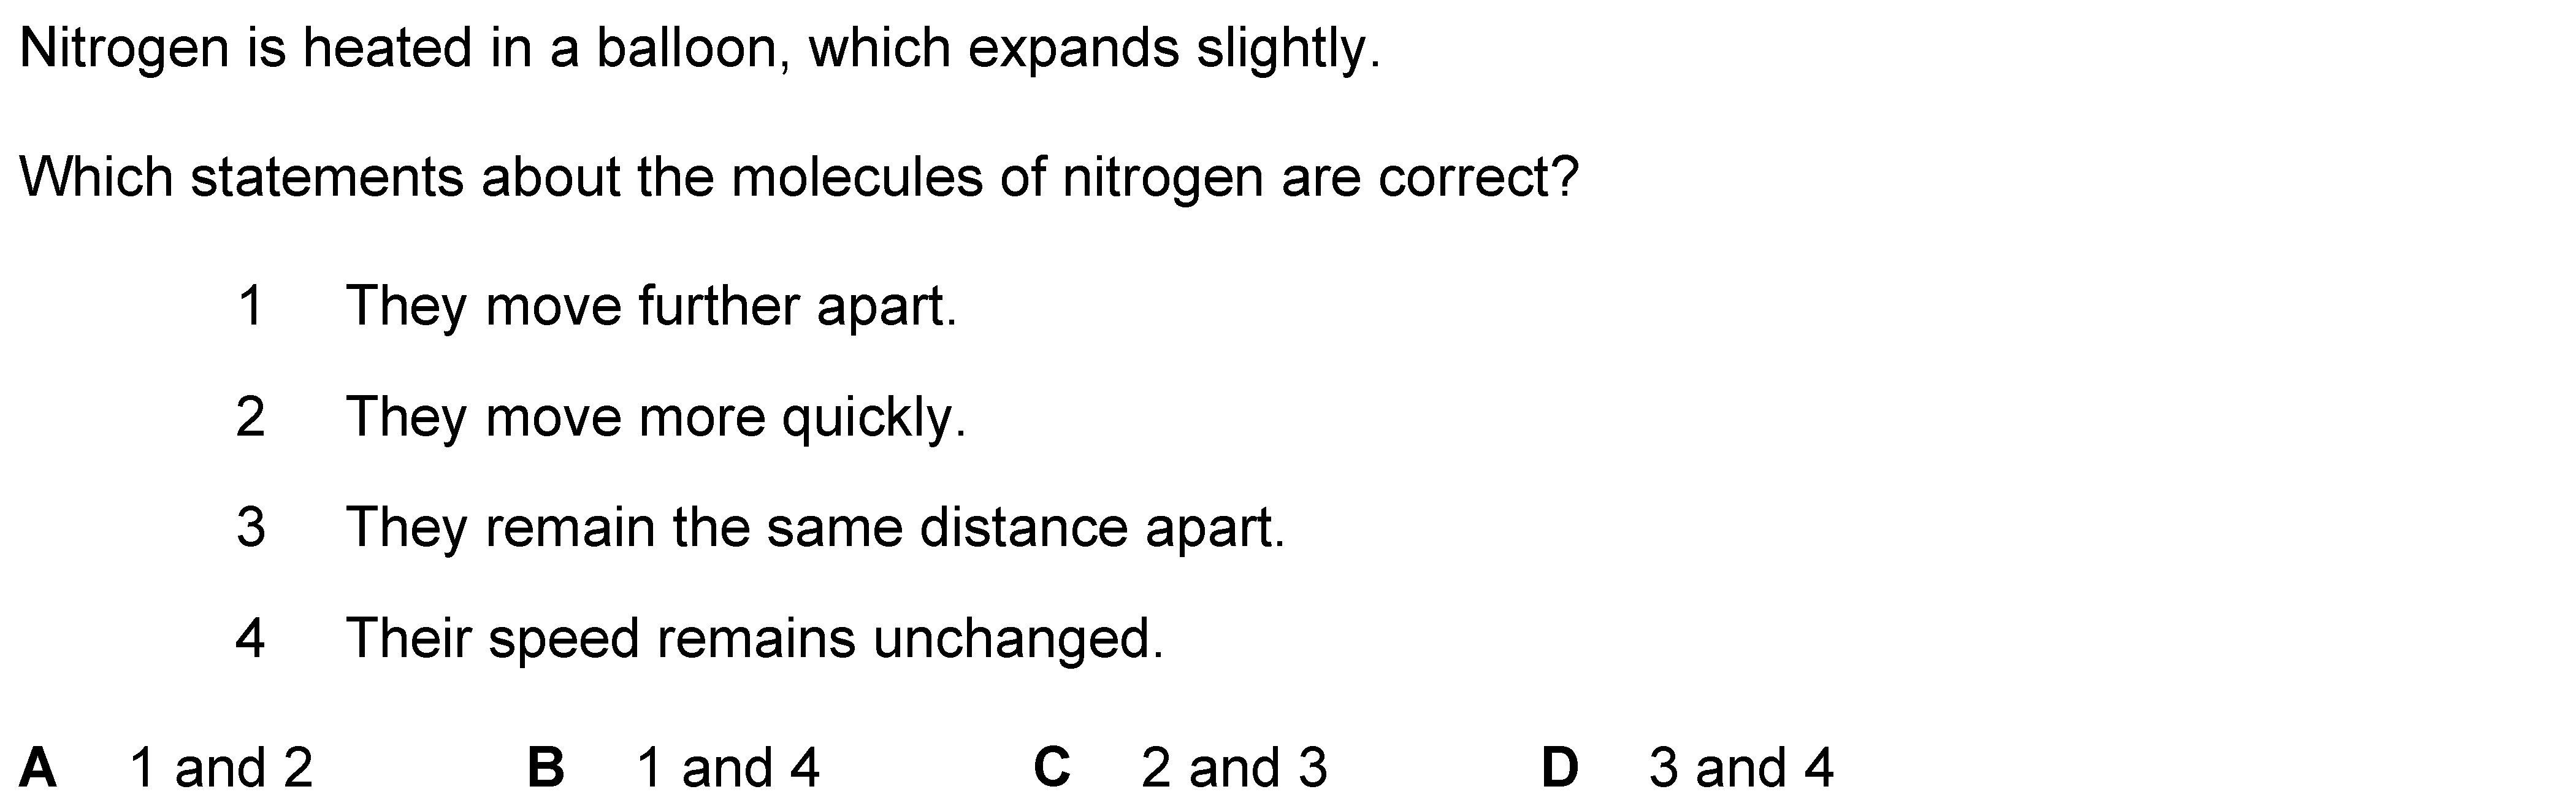 Nitrogen is heated in a balloon, which expands slightly.
Which statements about the molecules of nitrogen are correct?
1 They move further apart.
2 They move more quickly.
3 They remain the same distance apart.
4 Their speed remains unchanged.
A 1 and 2 B 1 and 4 C 2 and 3 D 3 and 4